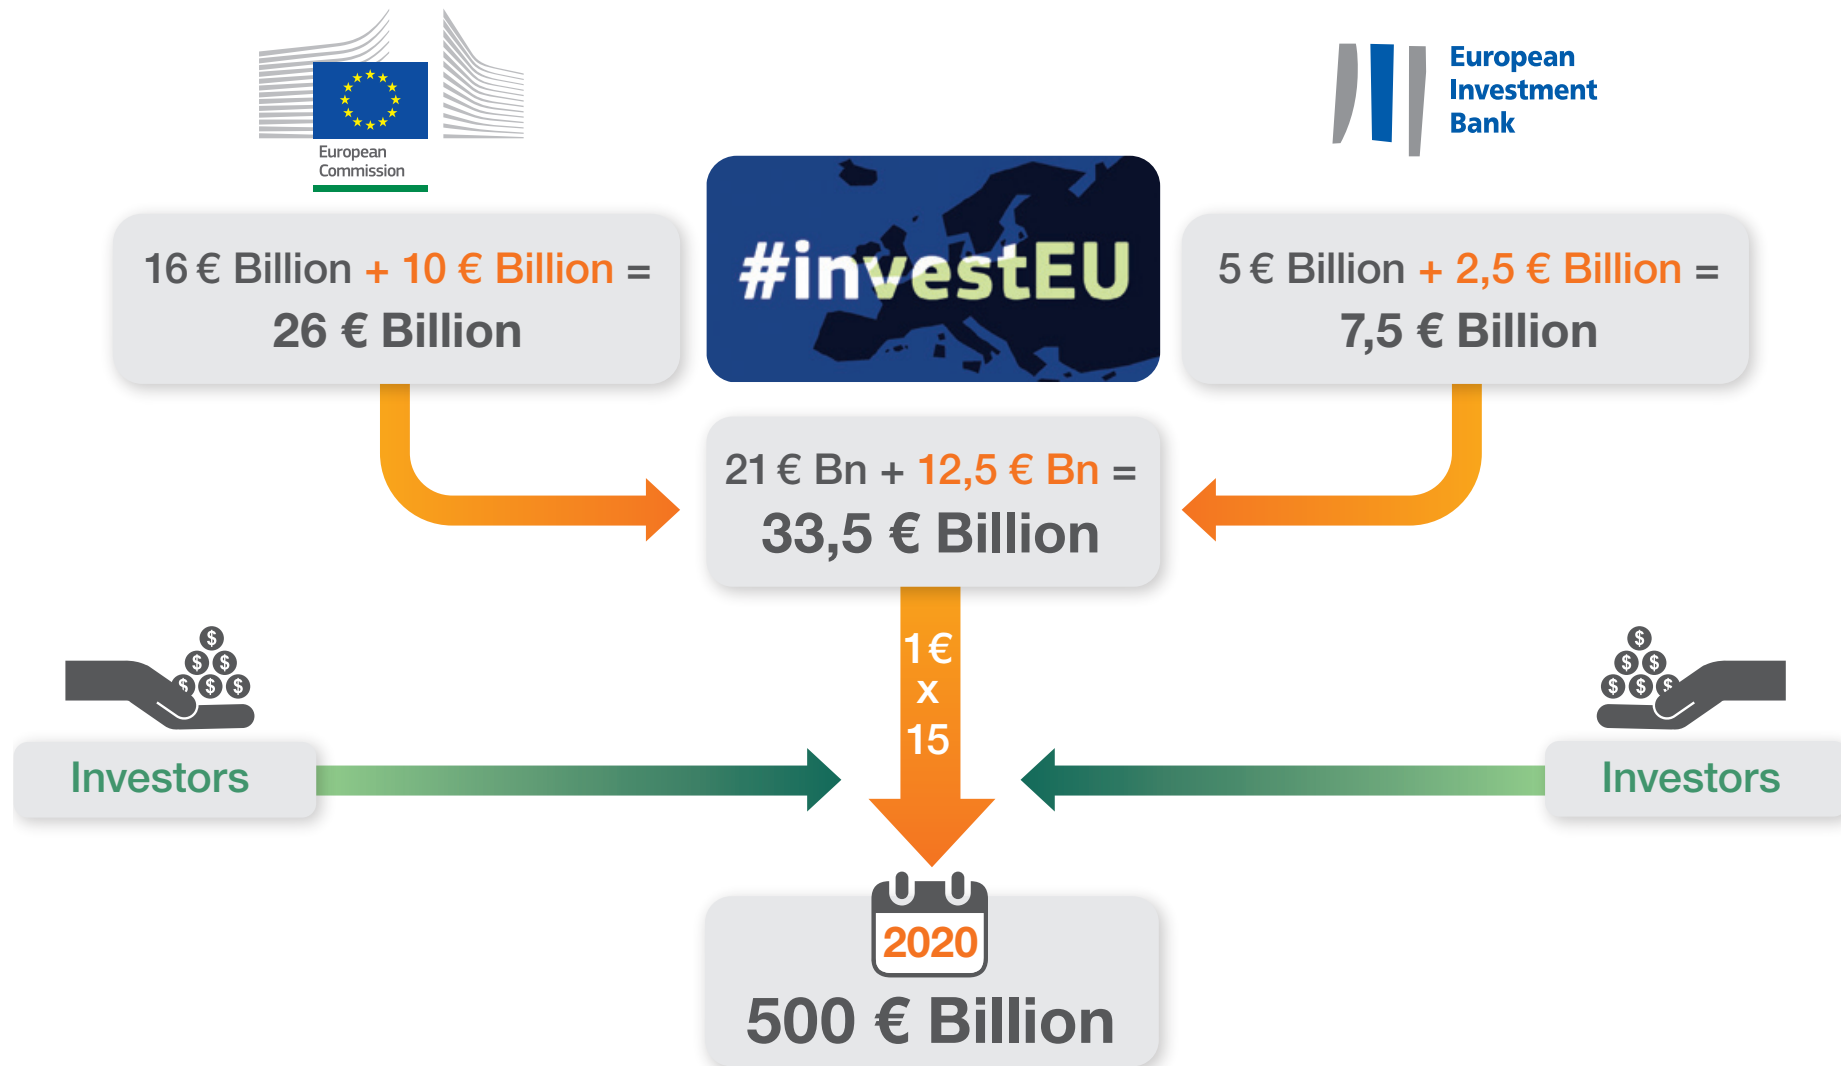 European
Commission
European
Investment
Bank
16 € Billion + 10 € Billion =
26 € Billion
#investEU
5 € Billion + 2,5 € Billion =
7,5 € Billion
21 € Bn + 12,5 € Bn =
33,5 € Billion
1 €
x
15
$
$ $
$ $ $
$
$ $
$ $ $
Investors
Investors
2020
500 € Billion